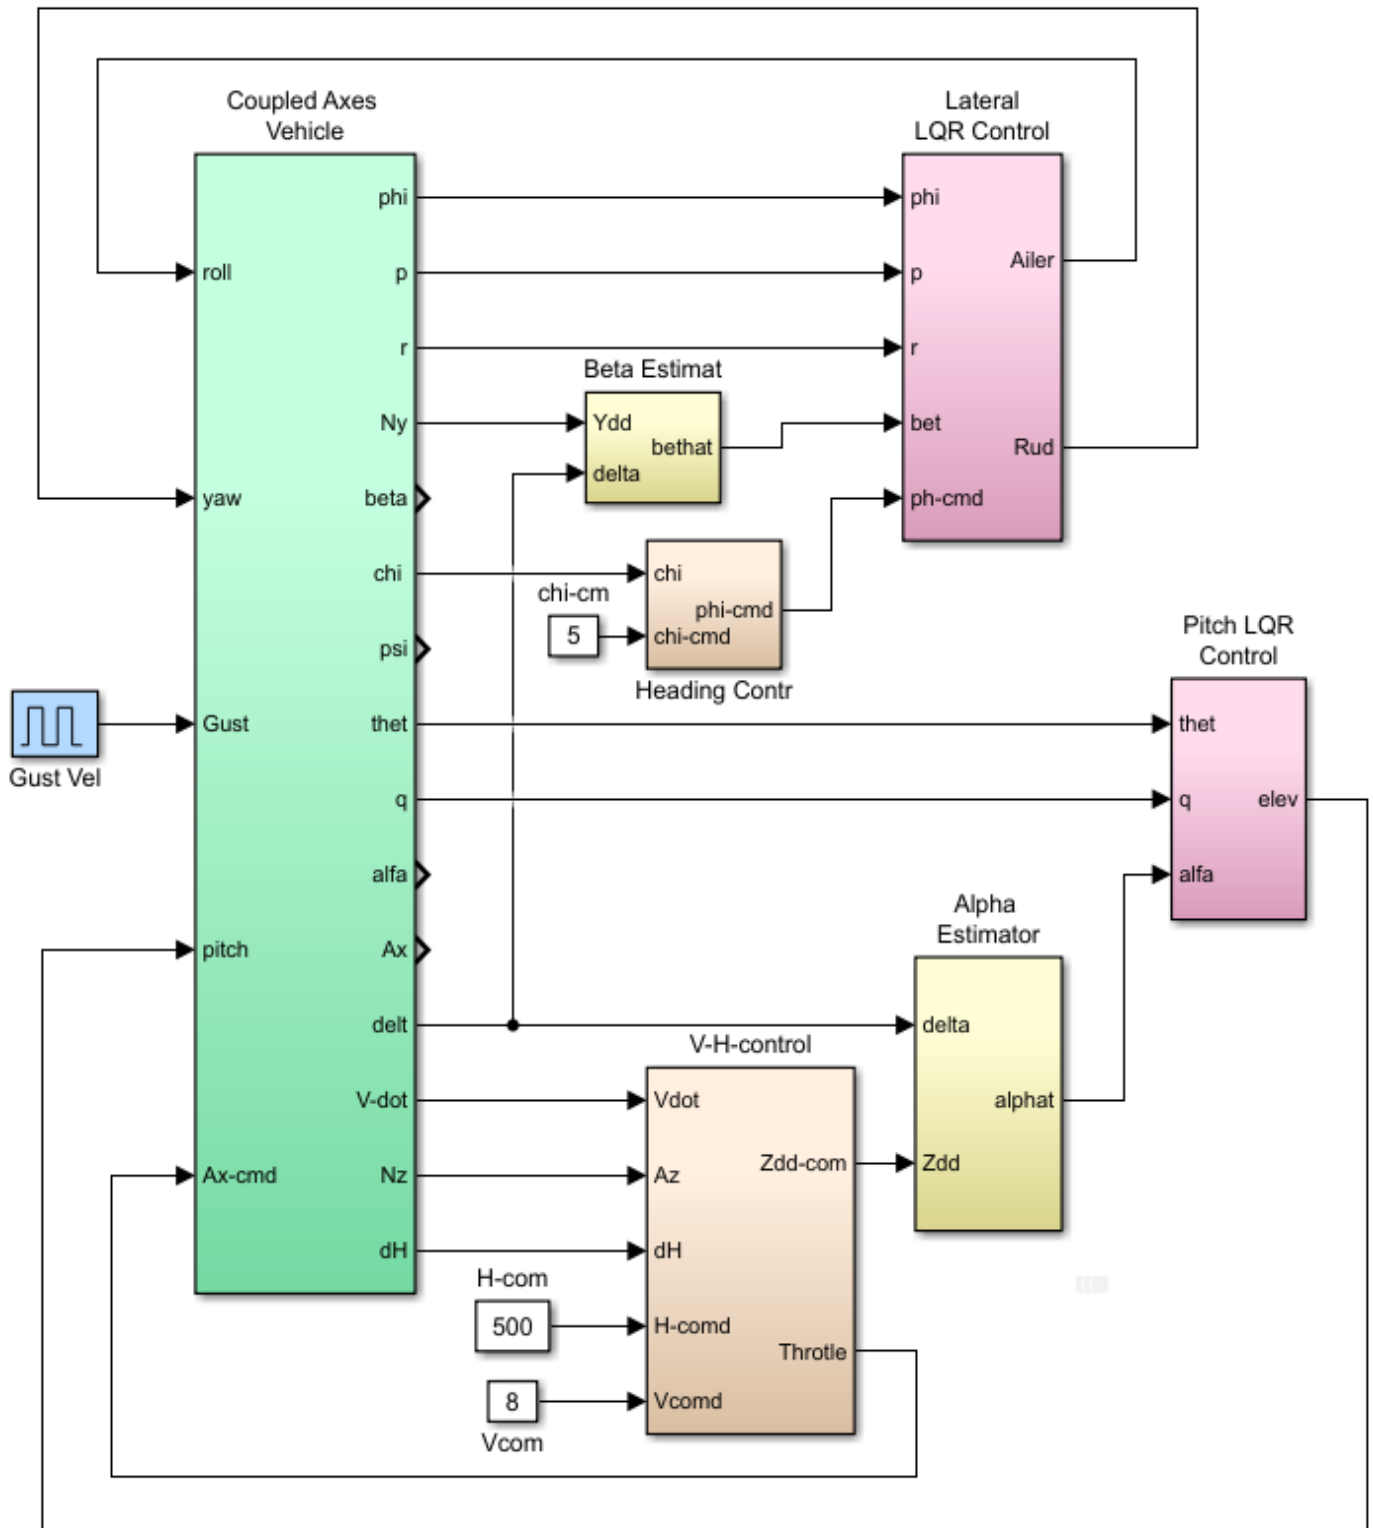 Coupled Axes
Vehicle
roll
yaw
Gust
pitch
Ax-cmd
phi
p
r
Ny
beta
chi
psi
thet
q
alfa
Ax
delt
V-dot
Nz
dH
Gust Vel
Beta Estimat
Ydd
delta
bethat
chi-cm
5
chi
chi-cmd
phi-cmd
Heading Contr
Lateral
LQR Control
phi
p
r
bet
ph-cmd
Ailer
Rud
Pitch LQR
Control
thet
q
alfa
elev
Alpha
Estimator
delta
Zdd
alphat
V-H-control
Vdot
Az
dH
H-comd
Vcomd
Zdd-com
Throtle
H-com
500
8
Vcom